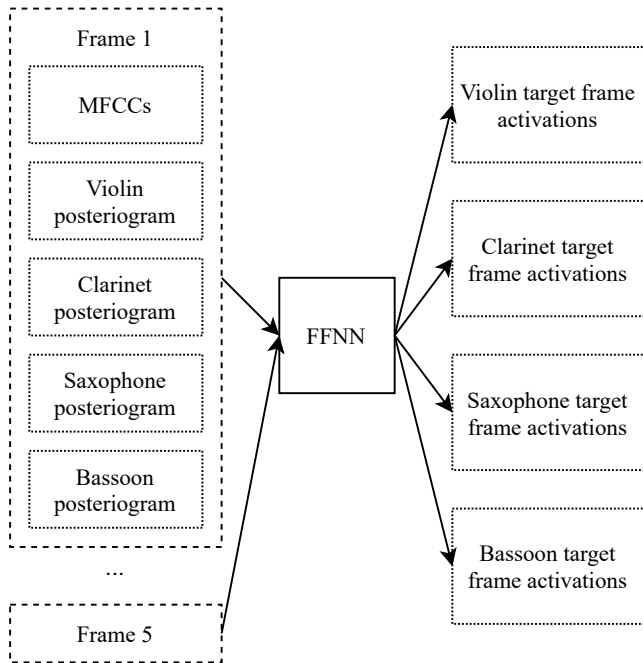 Frame 1
MFCCs
Violin
posteriogram
Clarinet
posteriogram
Saxophone
posteriogram
Bassoon
posteriogram
...
Frame 5
FFNN
Violin target frame
activations
Clarinet target
frame activations
Saxophone target
frame activations
Bassoon target
frame activations